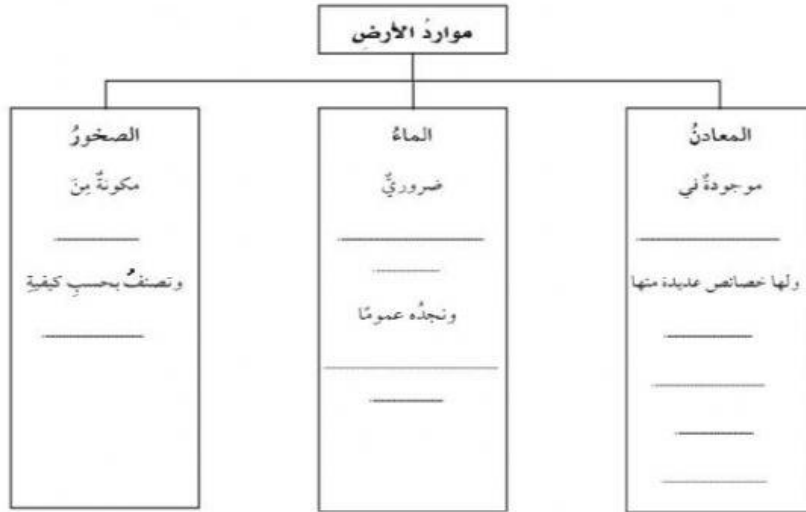 مواردُ الأرضِ
المعادنُ
موجودةٌ في
ولها خصائص عديدة منها
الماءُ
ضروريٌّ
ونجدُه عمومًا
الصخورُ
مكونةٌ مِنَ
وتصنفُ بحسبِ كيفيةِ